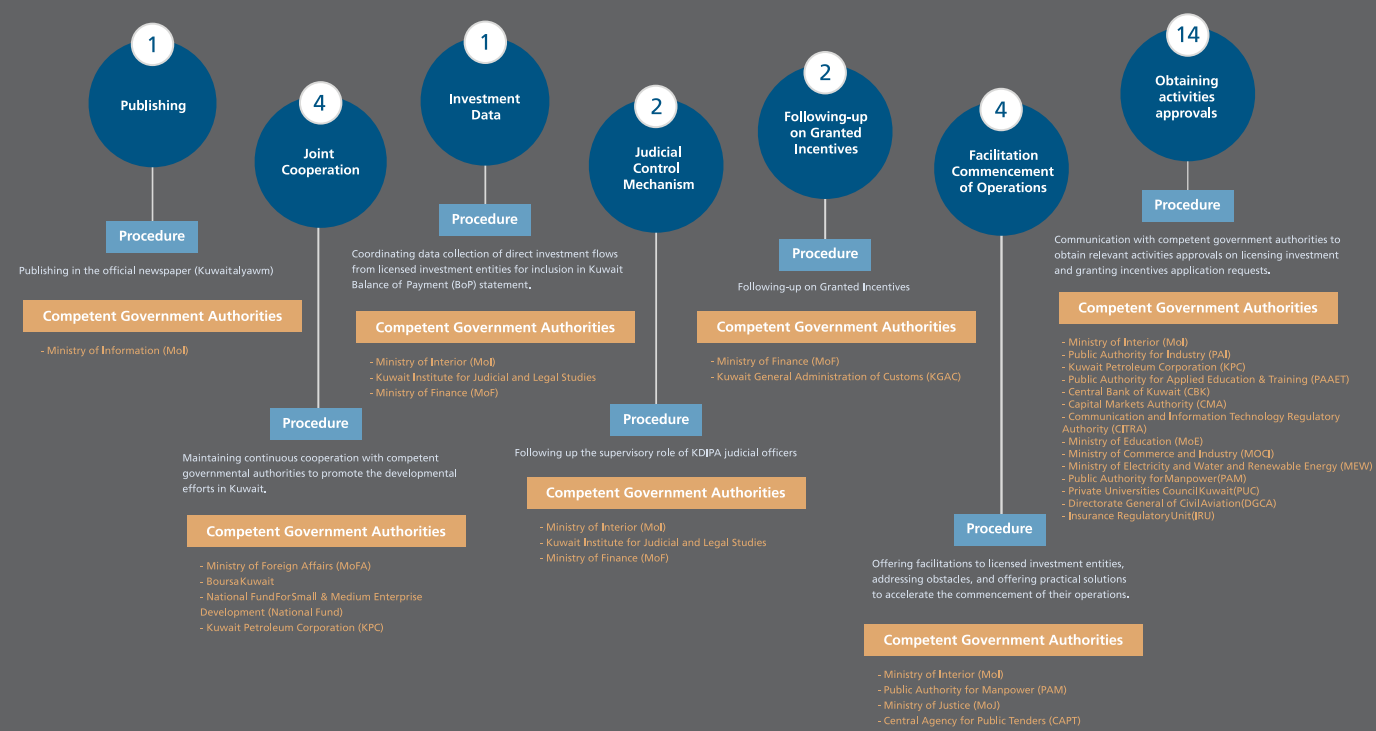 1
Publishing
Procedure
Publishing in the official newspaper (Kuwaitalyawm)
Competent Government Authorities
- Ministry of Information (MoI)
4
Joint
Cooperation
Procedure
Maintaining continuous cooperation with competent
governmental authorities to promote the developmental
efforts in Kuwait.
Competent Government Authorities
- Ministry of Foreign Affairs (MoFA)
- BoursaKuwait
- National FundForSmall & Medium Enterprise
Development (National Fund)
- Kuwait Petroleum Corporation (KPC)
1
Investment
Data
Procedure
Coordinating data collection of direct investment flows
from licensed investment entities for inclusion in Kuwait
Balance of Payment (BoP) statement.
Competent Government Authorities
- Ministry of Interior (MoI)
- Kuwait Institute for Judicial and Legal Studies
- Ministry of Finance (MoF)
2
Judicial
Control
Mechanism
Procedure
Following up the supervisory role of KDIPA judicial officers
Competent Government Authorities
- Ministry of Interior (MoI)
- Kuwait Institute for Judicial and Legal Studies
- Ministry of Finance (MoF)
2
Following-up
on Granted
Incentives
Procedure
Following-up on Granted Incentives
Competent Government Authorities
- Ministry of Finance (MoF)
- Kuwait General Administration of Customs (KGAC)
4
Facilitation
Commencement
of Operations
Procedure
Offering facilitations to licensed investment entities,
addressing obstacles, and offering practical solutions
to accelerate the commencement of their operations.
Competent Government Authorities
- Ministry of Interior (MoI)
- Public Authority for Manpower (PAM)
- Ministry of Justice (MoJ)
- Central Agency for Public Tenders (CAPT)
14
Obtaining
activities
approvals
Procedure
Communication with competent government authorities to
obtain relevant activities approvals on licensing investment
and granting incentives application requests.
Competent Government Authorities
- Ministry of Interior (MoI)
- Public Authority for Industry (PAI)
- Kuwait Petroleum Corporation (KPC)
- Public Authority for Applied Education & Training (PAAET)
- Central Bank of Kuwait (CBK)
- Capital Markets Authority (CMA)
- Communication and Information Technology Regulatory
Authority (CITRA)
- Ministry of Education (MoE)
- Ministry of Commerce and Industry (MOCI)
- Ministry of Electricity and Water and Renewable Energy (MEW)
- Public Authority forManpower(PAM)
- Private Universities CouncilKuwait(PUC)
- Directorate General of CivilAviation(DGCA)
- Insurance RegulatoryUnit(IRU)